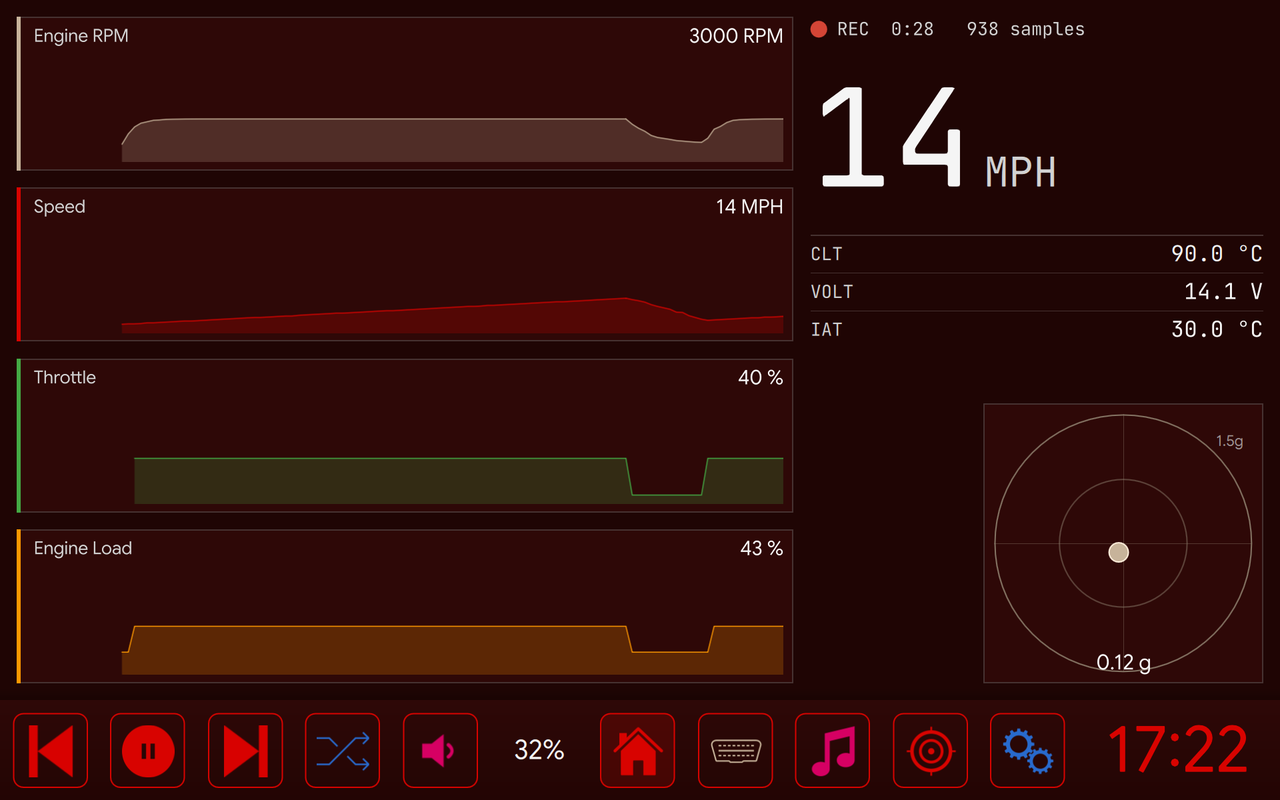 Engine RPM
3000 RPM
Speed
14 MPH
Throttle
40 %
Engine Load
43 %
REC 0:28 938 samples
14 MPH
CLT 90.0 °C
VOLT 14.1 V
IAT 30.0 °C
1.5g
0.12 g
32%
17:22